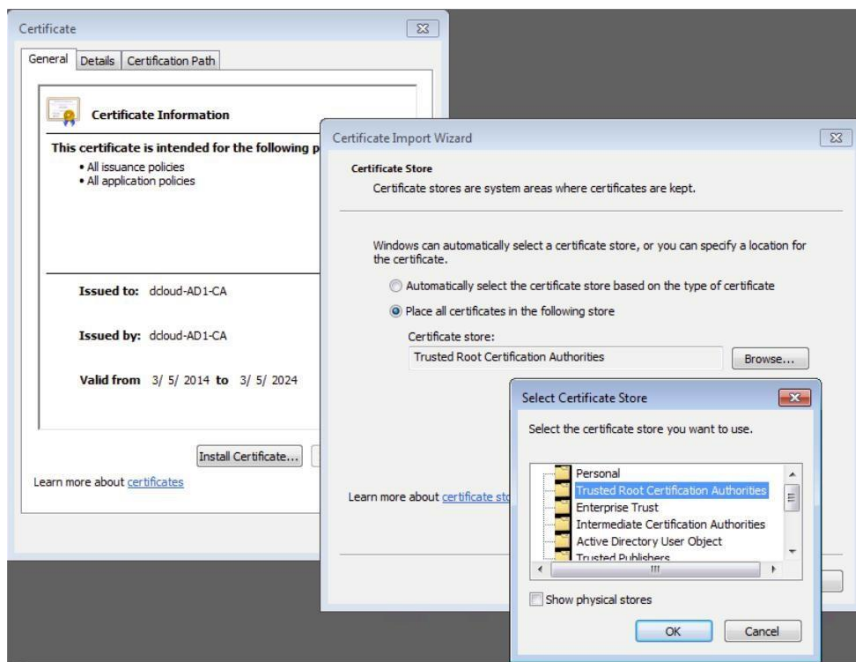 Certificate
General Details Certification Path
Certificate Information
This certificate is intended for the following p
• All issuance policies
• All application policies
Issued to: dcloud-AD1-CA
Issued by: dcloud-AD1-CA
Valid from 3/ 5/ 2014 to 3/ 5/ 2024
Install Certificate...
Learn more about certificates
Certificate Import Wizard
Certificate Store
Certificate stores are system areas where certificates are kept.
Windows can automatically select a certificate store, or you can specify a location for
the certificate.
Automatically select the certificate store based on the type of certificate
Place all certificates in the following store
Certificate store:
Trusted Root Certification Authorities Browse...
Learn more about certificate sto
Select Certificate Store
Select the certificate store you want to use.
Personal
Trusted Root Certification Authorities
Enterprise Trust
Intermediate Certification Authorities
Active Directory User Object
Trusted Publishers
Show physical stores
OK Cancel